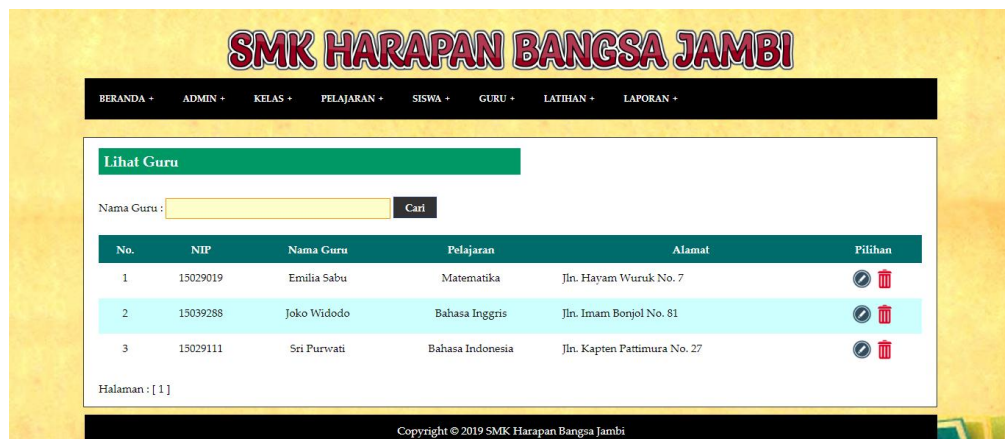 SMK HARAPAN BANGSA JAMBI
BERANDA + ADMIN + KELAS + PELAJARAN + SISWA + GURU + LATIHAN + LAPORAN +
Lihat Guru
Nama Guru : Cari
No. NIP Nama Guru Pelajaran Alamat Pilihan
1 15029019 Emilia Sabu Matematika Jln. Hayam Wuruk No. 7
2 15039288 Joko Widodo Bahasa Inggris Jln. Imam Bonjol No. 81
3 15029111 Sri Purwati Bahasa Indonesia Jln. Kapten Pattimura No. 27
Halaman : [ 1 ]
Copyright © 2019 SMK Harapan Bangsa Jambi